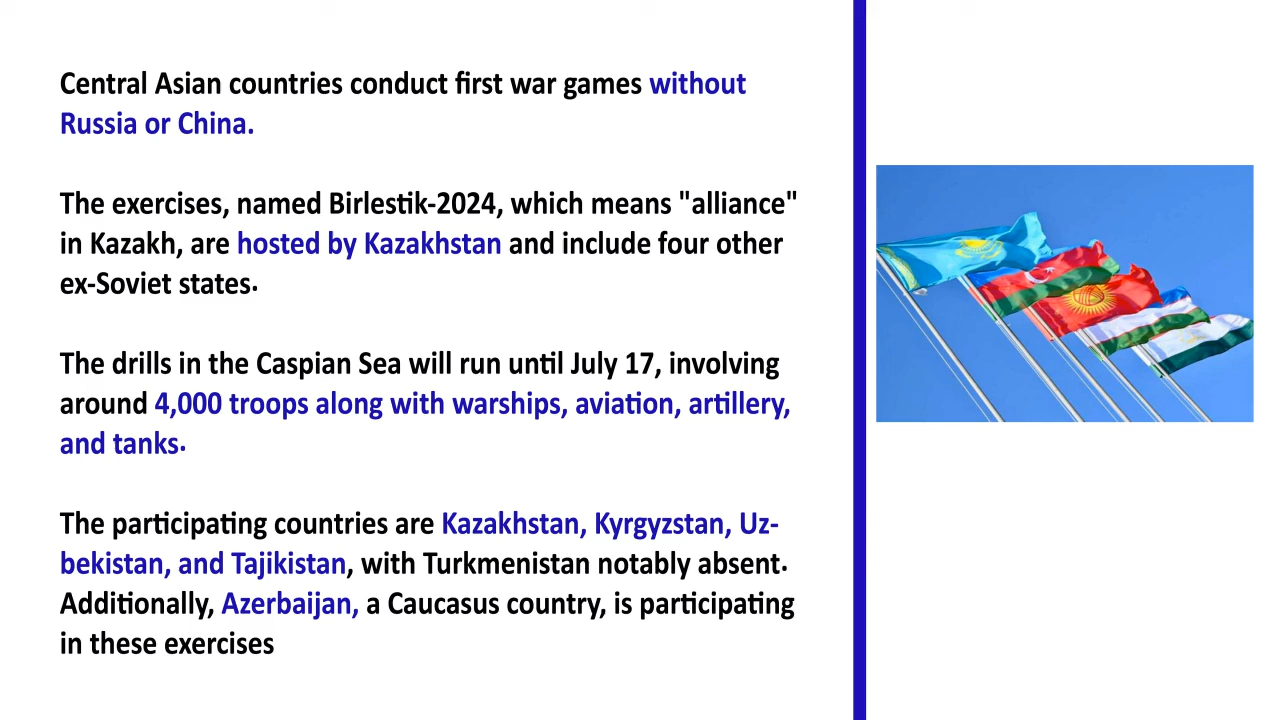 Central Asian countries conduct first war games without
Russia or China.
The exercises, named Birlestik-2024, which means "alliance"
in Kazakh, are hosted by Kazakhstan and include four other
ex-Soviet states.
The drills in the Caspian Sea will run until July 17, involving
around 4,000 troops along with warships, aviation, artillery,
and tanks.
The participating countries are Kazakhstan, Kyrgyzstan, Uz-
bekistan, and Tajikistan, with Turkmenistan notably absent.
Additionally, Azerbaijan, a Caucasus country, is participating
in these exercises